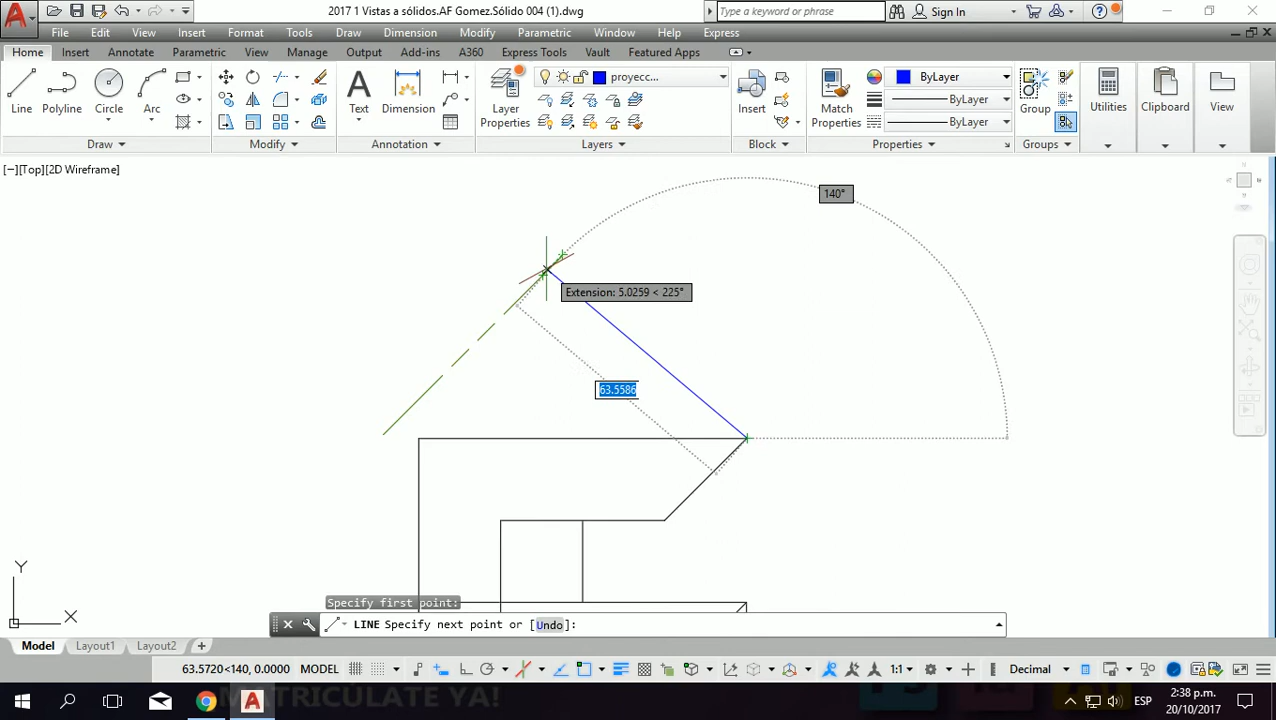 2017 1 Vistas a sólidos.AF Gomez.Sólido 004 (1).dwg
Type a keyword or phrase
Sign In
File Edit View Insert Format Tools Draw Dimension Modify Parametric Window Help Express
Home Insert Annotate Parametric View Manage Output Add-ins A360 Express Tools Vault Featured Apps
proyecc...
ByLayer
Line Polyline Circle Arc
Text Dimension
Layer
Properties
ByLayer
Insert
Match
Properties
Group
Utilities Clipboard View
ByLayer
Draw Modify Annotation Layers Block Properties Groups
[−][Top][2D Wireframe]
140°
Extension: 5.0259 < 225°
63.5586
Y
X
Specify first point:
LINE Specify next point or [Undo]:
Model Layout1 Layout2 +
63.5720<140, 0.0000 MODEL
1:1
Decimal
MATRICULATE YA!
ESP
2:38 p.m.
20/10/2017